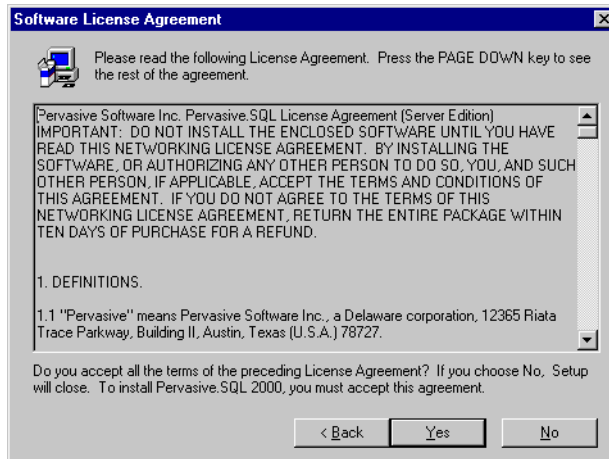 Software License Agreement
Please read the following License Agreement. Press the PAGE DOWN key to see
the rest of the agreement.
Pervasive Software Inc. Pervasive.SQL License Agreement (Server Edition)
IMPORTANT: DO NOT INSTALL THE ENCLOSED SOFTWARE UNTIL YOU HAVE
READ THIS NETWORKING LICENSE AGREEMENT. BY INSTALLING THE
SOFTWARE, OR AUTHORIZING ANY OTHER PERSON TO DO SO, YOU, AND SUCH
OTHER PERSON, IF APPLICABLE, ACCEPT THE TERMS AND CONDITIONS OF
THIS AGREEMENT. IF YOU DO NOT AGREE TO THE TERMS OF THIS
NETWORKING LICENSE AGREEMENT, RETURN THE ENTIRE PACKAGE WITHIN
TEN DAYS OF PURCHASE FOR A REFUND.
1. DEFINITIONS.
1.1 "Pervasive" means Pervasive Software Inc., a Delaware corporation, 12365 Riata
Trace Parkway, Building II, Austin, Texas (U.S.A.) 78727.
Do you accept all the terms of the preceding License Agreement? If you choose No, Setup
will close. To install Pervasive.SQL 2000, you must accept this agreement.
< Back Yes No